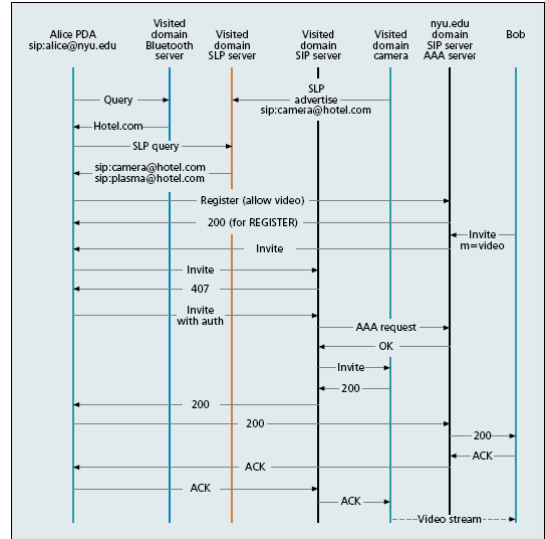 Alice PDA
sip:alice@nyu.edu
Visited
domain
Bluetooth
server
Visited
domain
SLP server
Visited
domain
SIP server
Visited
domain
camera
nyu.edu
domain
SIP server
AAA server
Bob
Query
SLP
advertise
sip:camera@hotel.com
Hotel.com
SLP query
sip:camera@hotel.com
sip:plasma@hotel.com
Register (allow video)
200 (for REGISTER)
Invite
m=video
Invite
Invite
407
Invite
with auth
AAA request
OK
Invite
200
200
200
200
ACK
ACK
ACK
ACK
Video stream